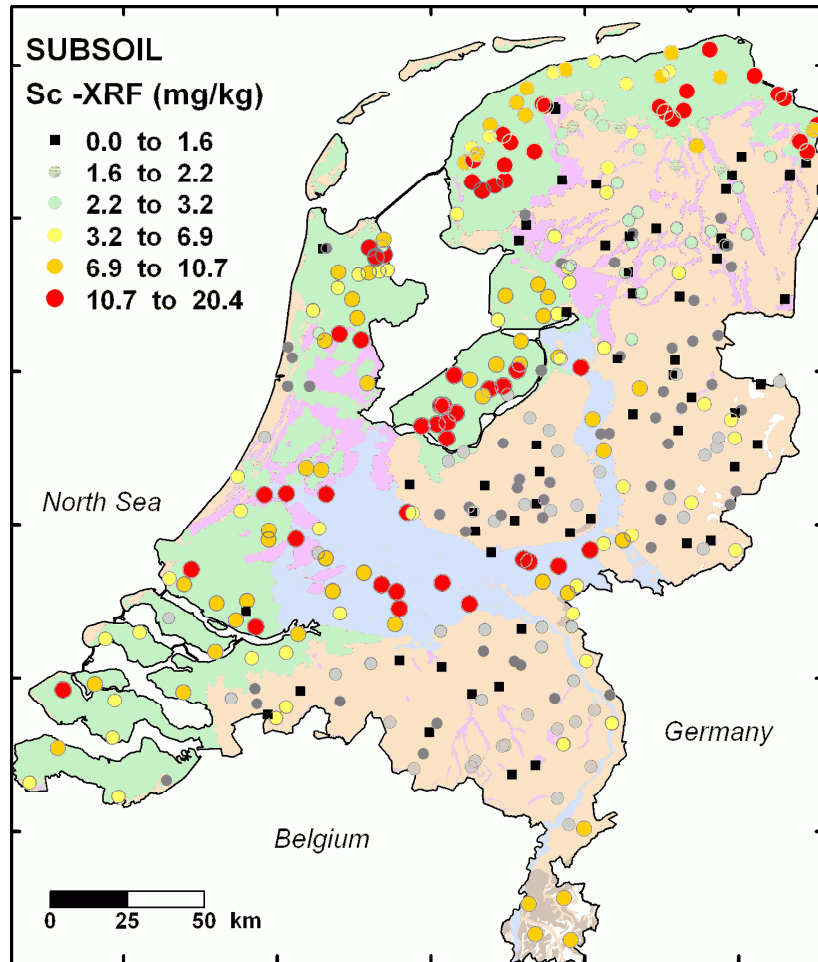 SUBSOIL
Sc -XRF (mg/kg)
0.0 to 1.6
1.6 to 2.2
2.2 to 3.2
3.2 to 6.9
6.9 to 10.7
10.7 to 20.4
North Sea
Germany
Belgium
0 25 50 km